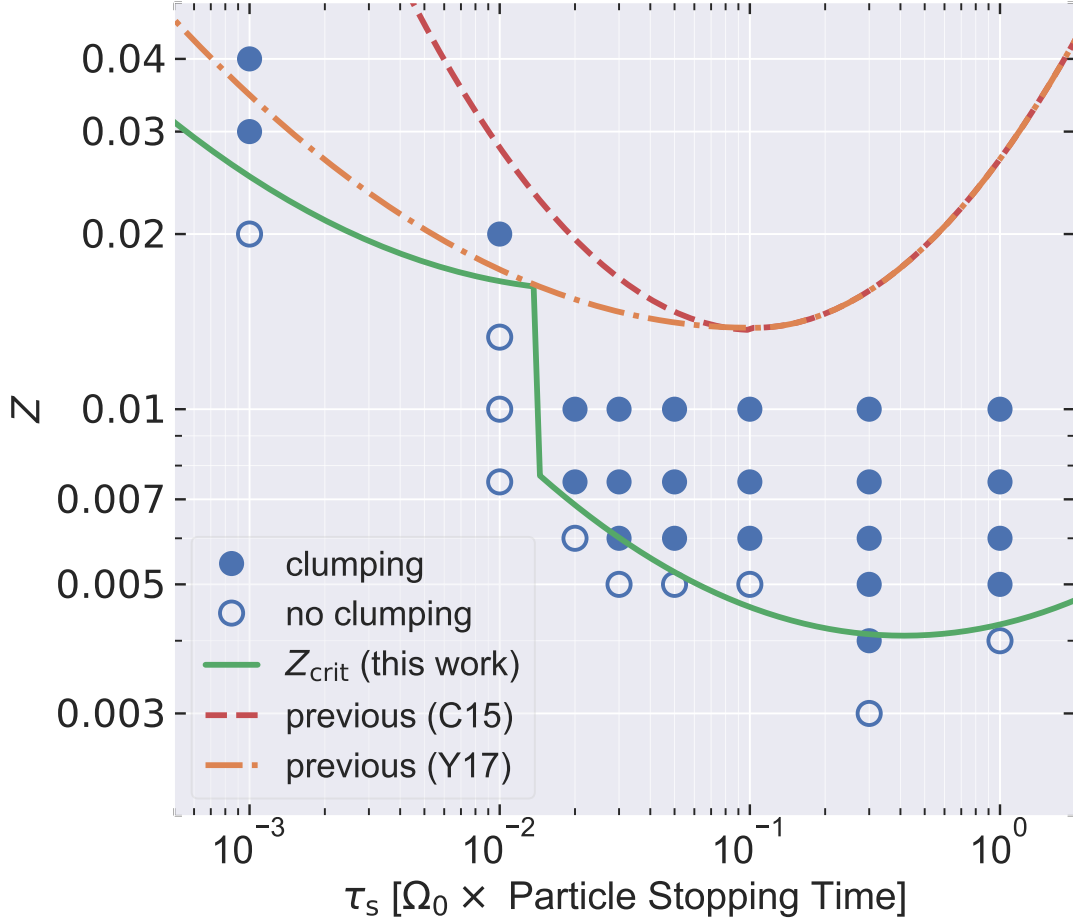 0.04
0.03
0.02
0.01
0.007
0.005
0.003
Z
clumping
no clumping
Z_crit (this work)
previous (C15)
previous (Y17)
10^−3
10^−2
10^−1
10^0
τ_s [Ω_0 × Particle Stopping Time]